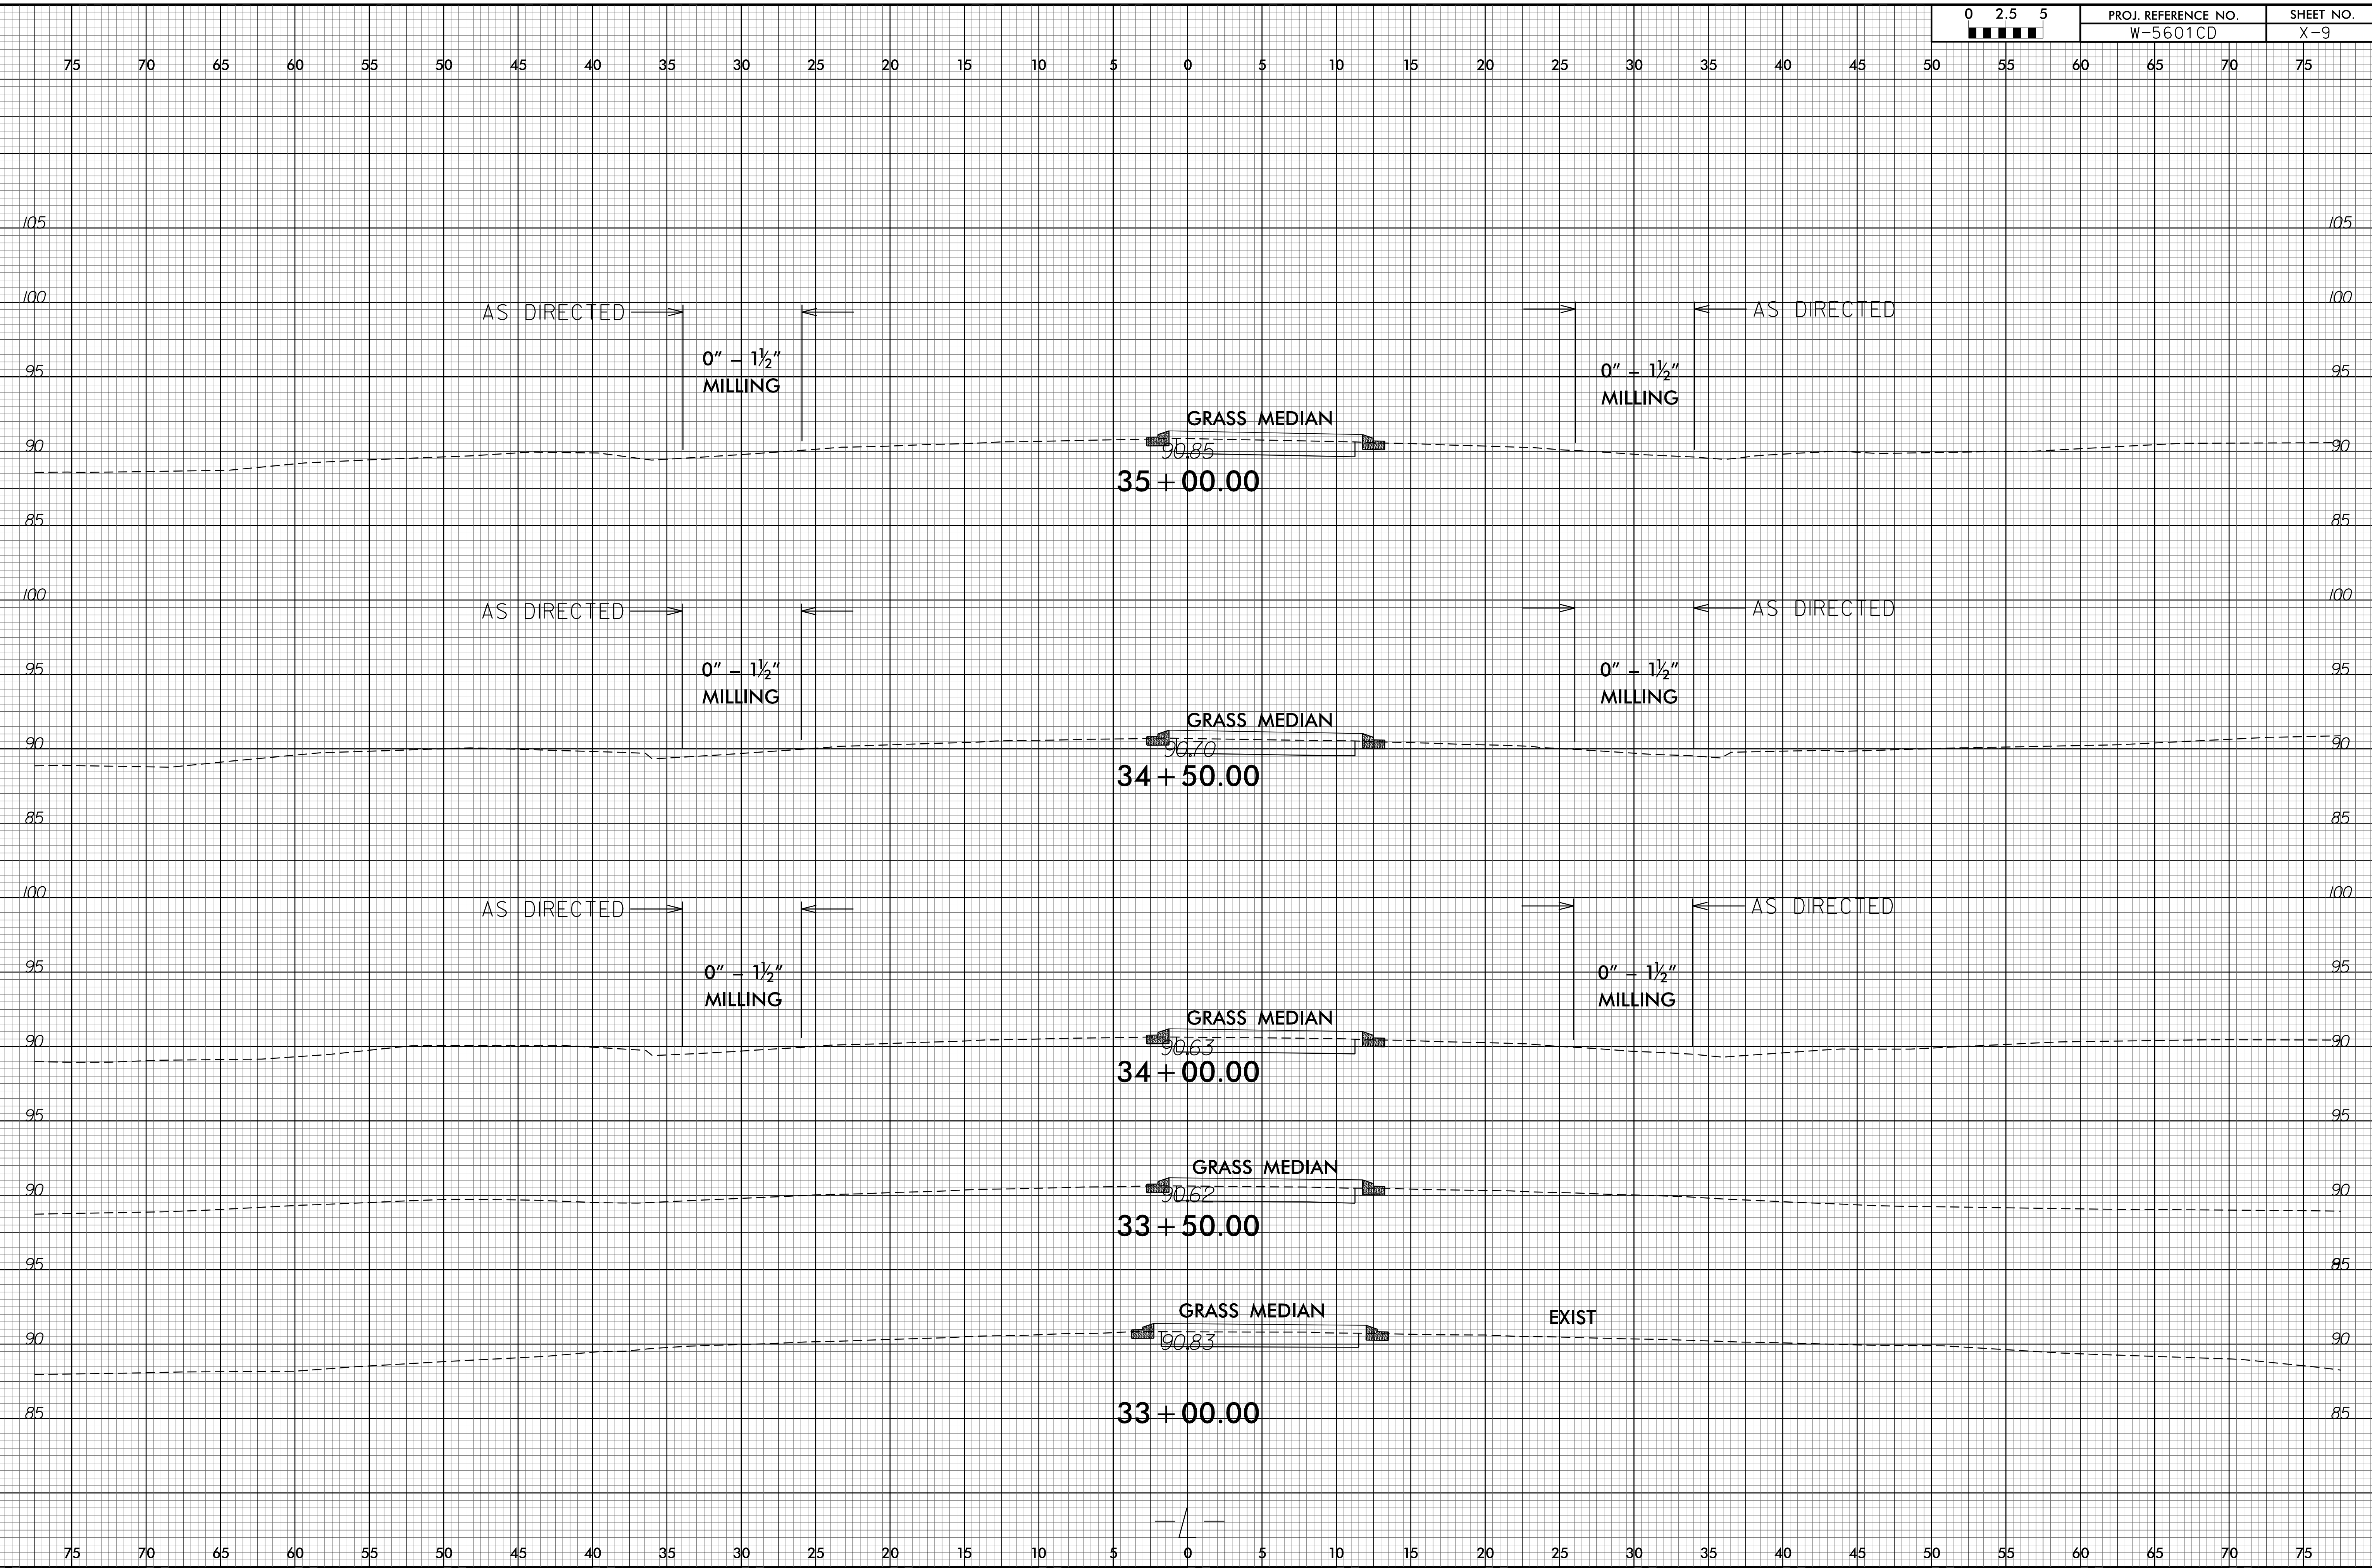 0 2.5 5 PROJ. REFERENCE NO. SHEET NO.
W-5601CD X-9
75 70 65 60 55 50 45 40 35 30 25 20 15 10 5 0 5 10 15 20 25 30 35 40 45 50 55 60 65 70 75
105 105
100 100
AS DIRECTED AS DIRECTED
0" – 1½" 0" – 1½"
95 95
MILLING MILLING
GRASS MEDIAN
90 90
90.85
35+00.00
85 85
100 100
AS DIRECTED AS DIRECTED
95 0" – 1½" 0" – 1½" 95
MILLING MILLING
GRASS MEDIAN
90 90.70 90
34+50.00
85 85
100 100
AS DIRECTED AS DIRECTED
95 0" – 1½" 0" – 1½" 95
MILLING MILLING
GRASS MEDIAN
90 90.63 90
34+00.00
95 95
GRASS MEDIAN
90 90.62 90
33+50.00
95
GRASS MEDIAN EXIST
90 90.83 90
33+00.00
85 85
-L-
75 70 65 60 55 50 45 40 35 30 25 20 15 10 5 0 5 10 15 20 25 30 35 40 45 50 55 60 65 70 75